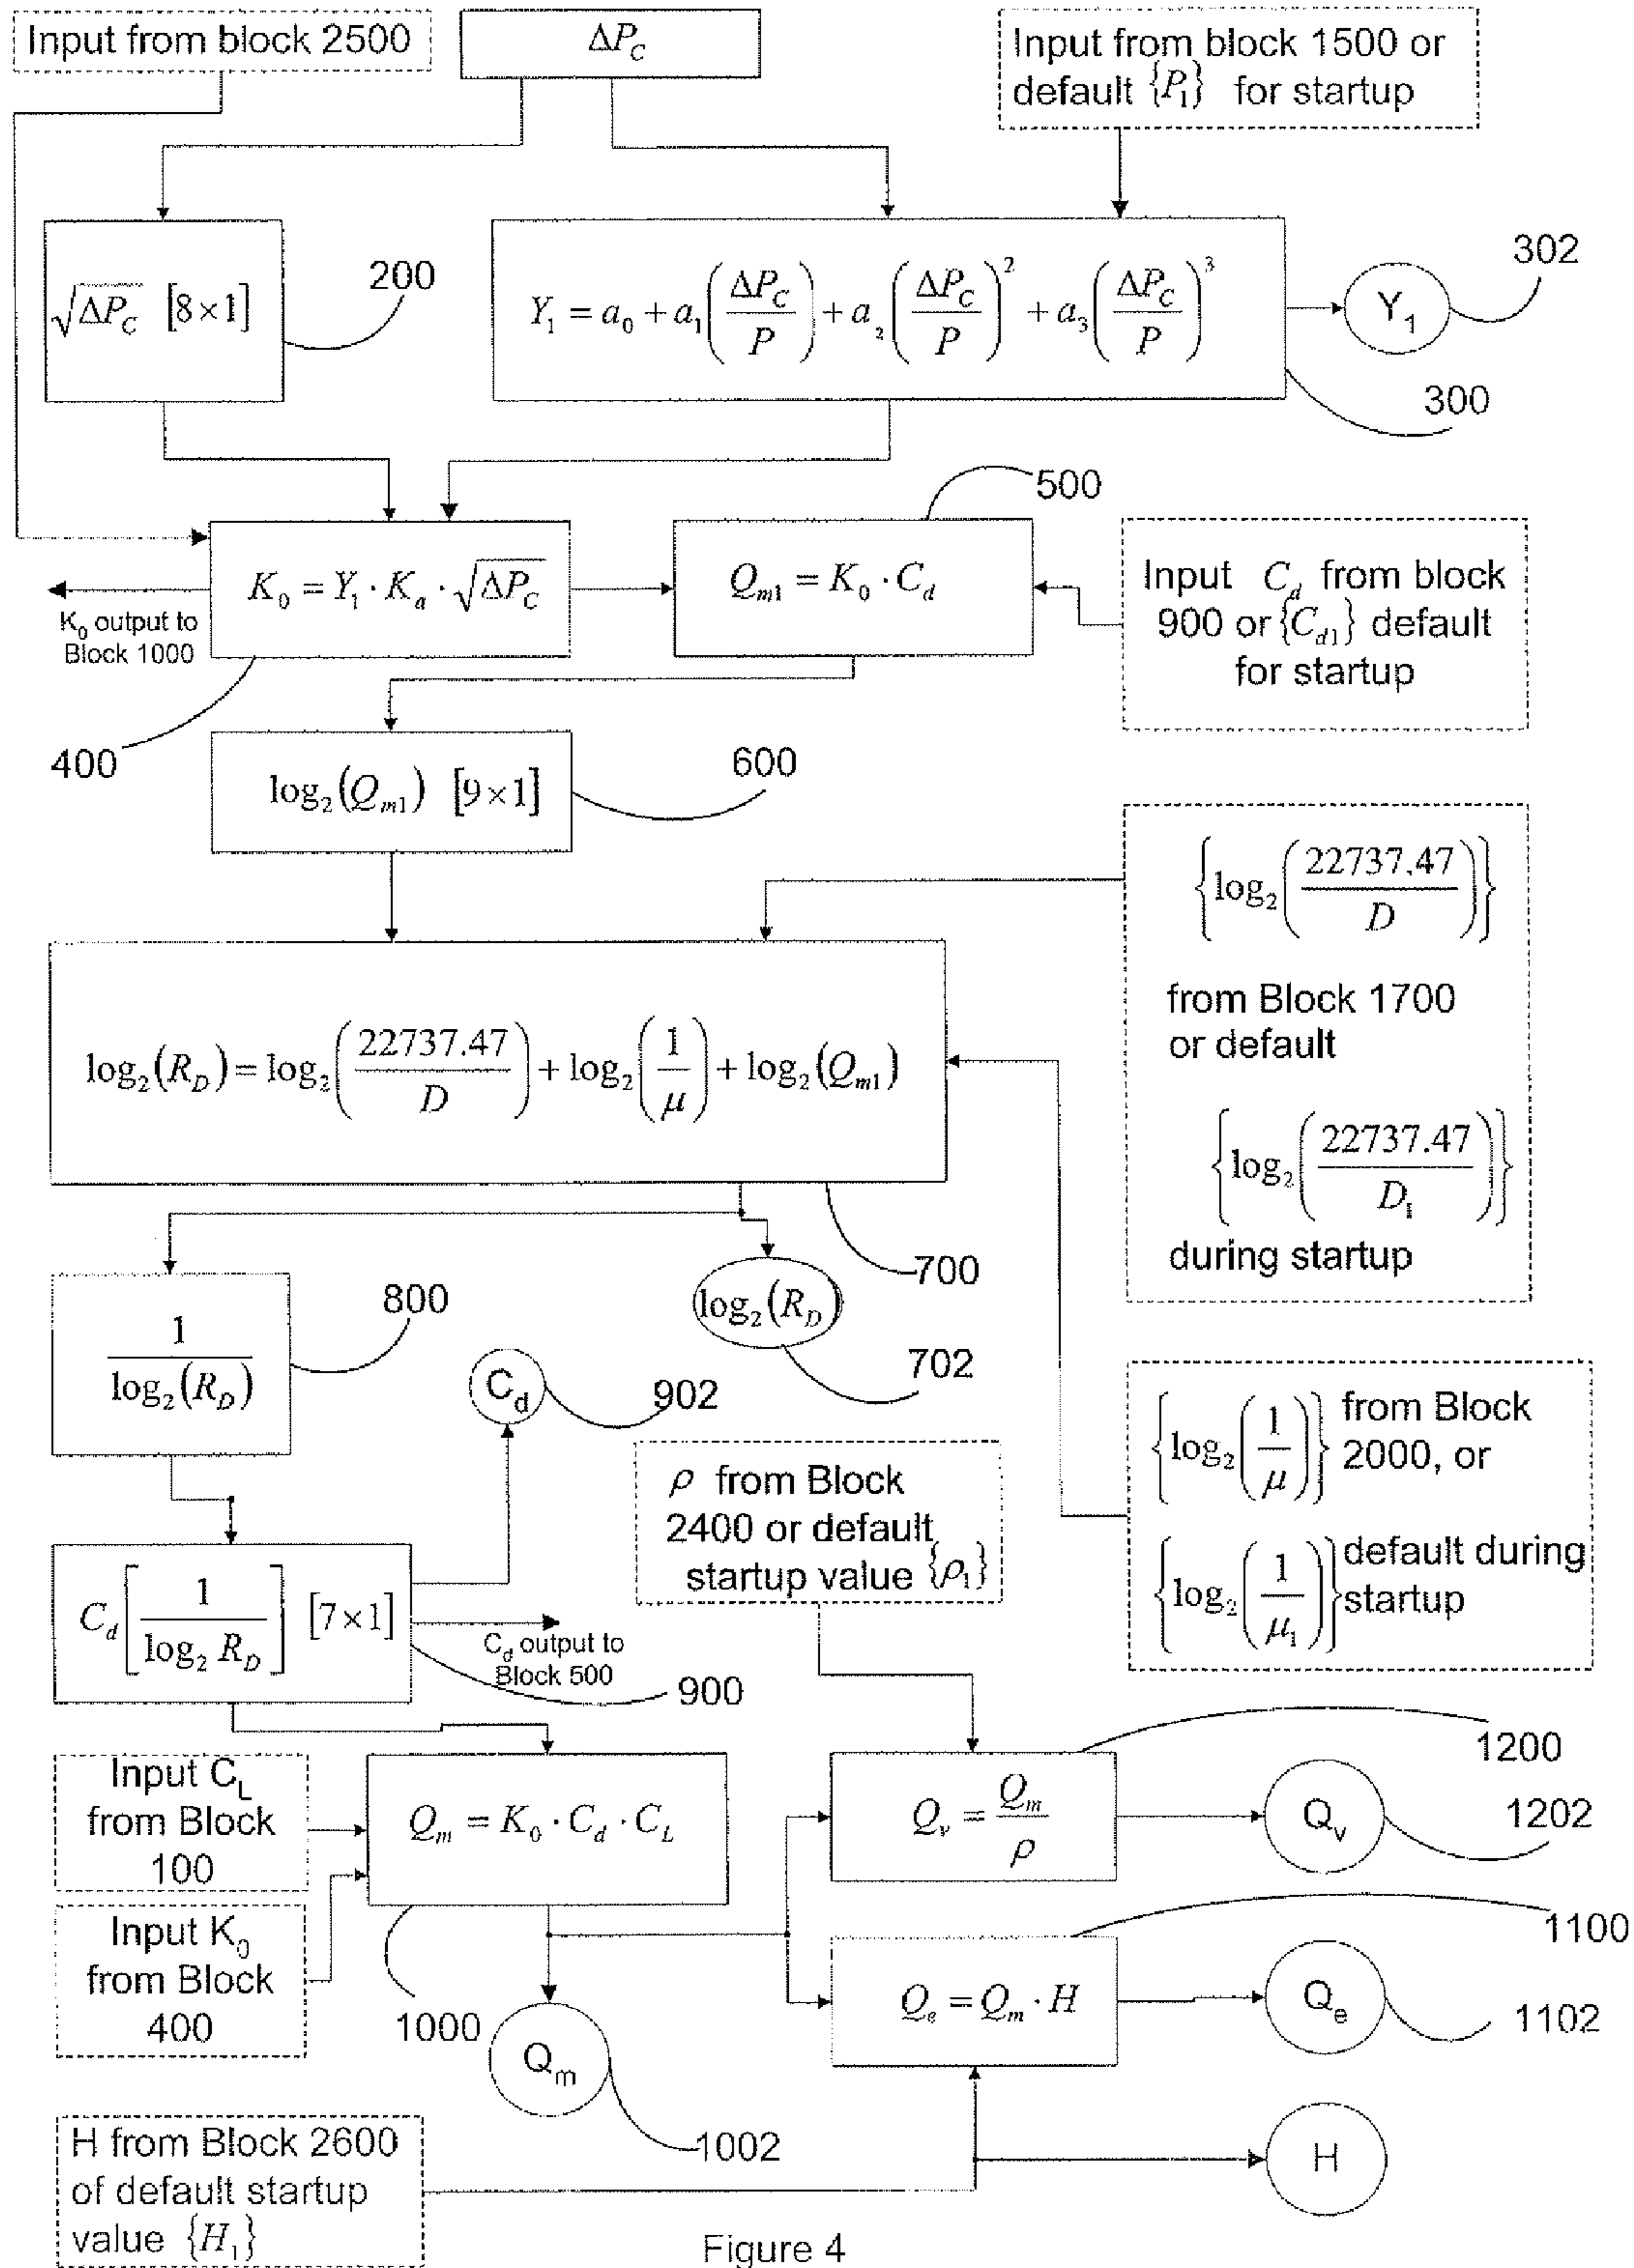 Input from block 2500
ΔP_C
Input from block 1500 or
default {P_1} for startup
√ΔP_C [8×1]
200
Y_1 = a_0 + a_1(ΔP_C/P) + a_2(ΔP_C/P)^2 + a_3(ΔP_C/P)^3
Y_1
302
300
500
K_0 = Y_1 · K_a · √ΔP_C
Q_m1 = K_0 · C_d
Input C_d from block
900 or {C_d1} default
for startup
K_0 output to
Block 1000
400
log_2(Q_m1) [9×1]
600
{log_2(22737.47/D)}
from Block 1700
or default
{log_2(22737.47/D_1)}
during startup
log_2(R_D) = log_2(22737.47/D) + log_2(1/μ) + log_2(Q_m1)
700
log_2(R_D)
702
1/log_2(R_D)
800
C_d
902
{log_2(1/μ)} from Block
2000, or
{log_2(1/μ_1)} default during
startup
ρ from Block
2400 or default
startup value {ρ_1}
C_d[1/log_2 R_D] [7×1]
C_d output to
Block 500
900
Input C_L
from Block
100
Q_m = K_0 · C_d · C_L
Q_v = Q_m/ρ
1200
Q_v
1202
Input K_0
from Block
400
1000
Q_m
1002
Q_e = Q_m · H
1100
Q_e
1102
H from Block 2600
of default startup
value {H_1}
H
Figure 4